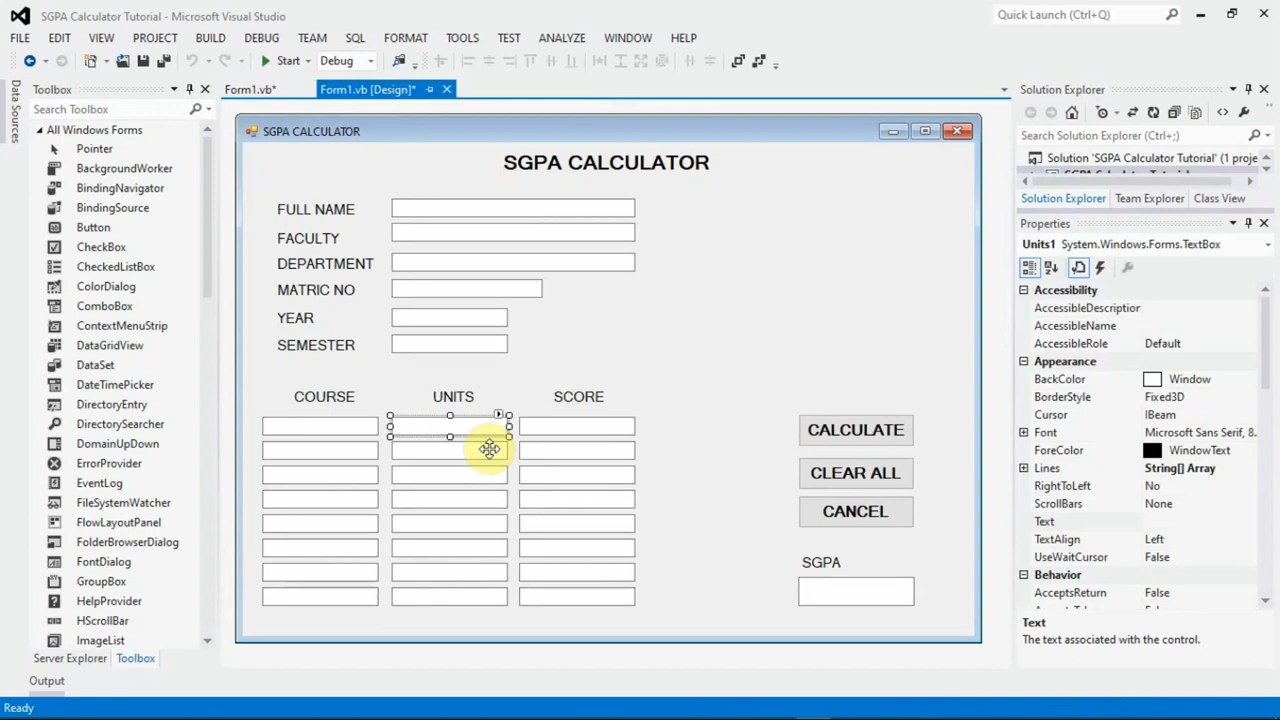 SGPA Calculator Tutorial - Microsoft Visual Studio
Quick Launch (Ctrl+Q)
FILE EDIT VIEW PROJECT BUILD DEBUG TEAM SQL FORMAT TOOLS TEST ANALYZE WINDOW HELP
Start Debug
Data Sources
Toolbox
Search Toolbox
All Windows Forms
Pointer
BackgroundWorker
BindingNavigator
BindingSource
Button
CheckBox
CheckedListBox
ColorDialog
ComboBox
ContextMenuStrip
DataGridView
DataSet
DateTimePicker
DirectoryEntry
DirectorySearcher
DomainUpDown
ErrorProvider
EventLog
FileSystemWatcher
FlowLayoutPanel
FolderBrowserDialog
FontDialog
GroupBox
HelpProvider
HScrollBar
ImageList
Server Explorer Toolbox
Output
Ready
Form1.vb* Form1.vb [Design]*
SGPA CALCULATOR
SGPA CALCULATOR
FULL NAME
FACULTY
DEPARTMENT
MATRIC NO
YEAR
SEMESTER
COURSE UNITS SCORE
CALCULATE
CLEAR ALL
CANCEL
SGPA
Solution Explorer
Search Solution Explorer (Ctrl+;)
Solution 'SGPA Calculator Tutorial' (1 proje
Solution Explorer Team Explorer Class View
Properties
Units1 System.Windows.Forms.TextBox
Accessibility
AccessibleDescription
AccessibleName
AccessibleRole Default
Appearance
BackColor Window
BorderStyle Fixed3D
Cursor IBeam
Font Microsoft Sans Serif, 8.
ForeColor WindowText
Lines String[] Array
RightToLeft No
ScrollBars None
Text
TextAlign Left
UseWaitCursor False
Behavior
AcceptsReturn False
Text
The text associated with the control.